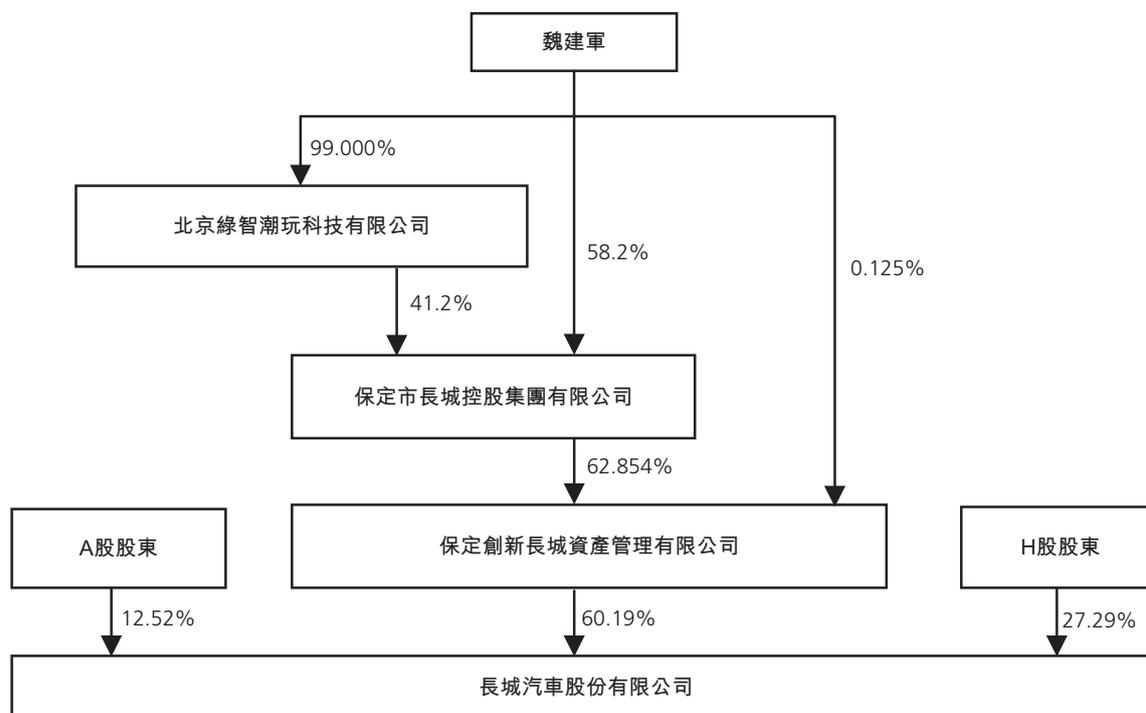 魏建軍
99.000%
北京綠智潮玩科技有限公司
58.2%
0.125%
41.2%
保定市長城控股集團有限公司
62.854%
A股股東
保定創新長城資產管理有限公司
H股股東
12.52%
60.19%
27.29%
長城汽車股份有限公司